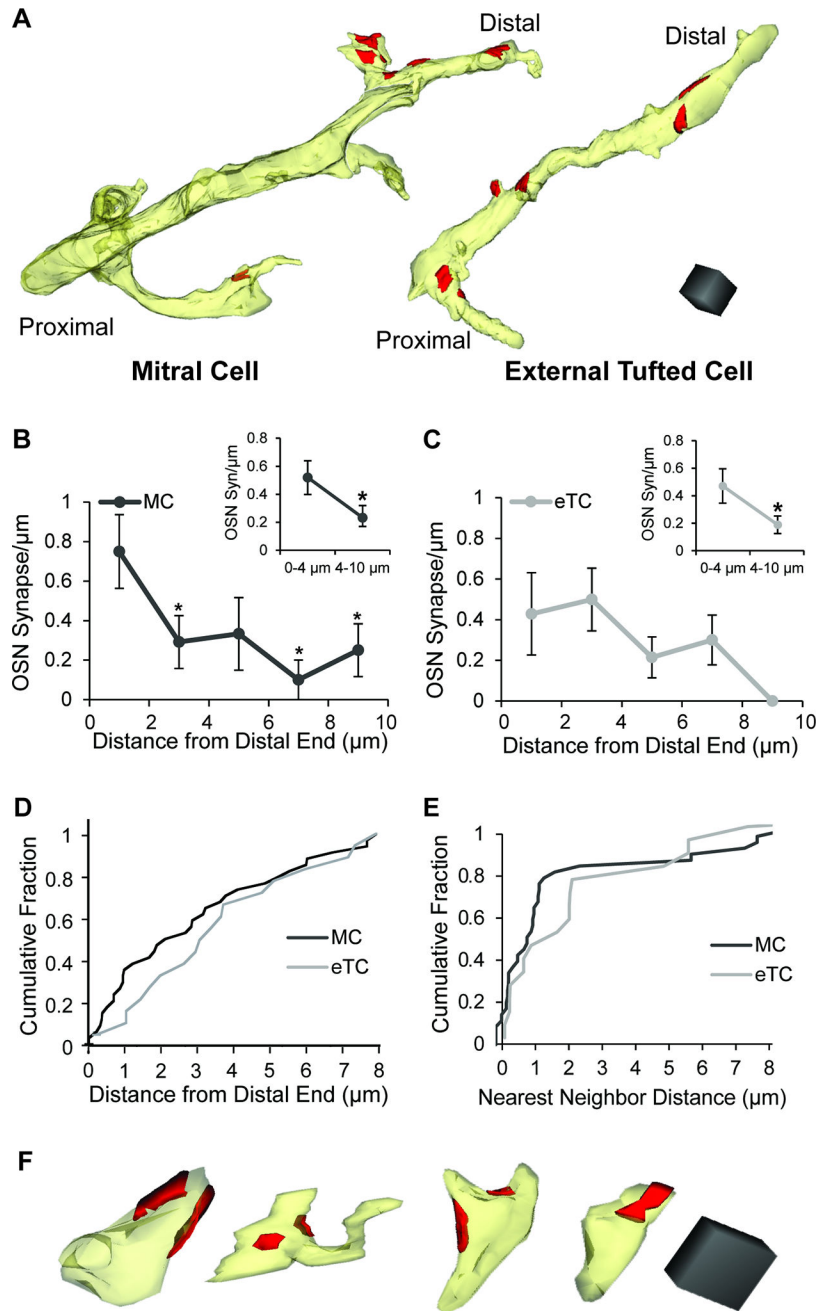 A
Distal
Distal
Proximal
Proximal
Mitral Cell
External Tufted Cell
B
MC
OSN Synapse/µm
1
0.8
0.6
0.4
0.2
0
0 2 4 6 8 10
Distance from Distal End (µm)
OSN Syn/µm
0.8
0.6
0.4
0.2
0
*
0-4 µm 4-10 µm
* * *
C
eTC
OSN Synapse/µm
1
0.8
0.6
0.4
0.2
0
0 2 4 6 8 10
Distance from Distal End (µm)
OSN Syn/µm
0.8
0.6
0.4
0.2
0
*
0-4 µm 4-10 µm
D
Cumulative Fraction
1
0.8
0.6
0.4
0.2
0
MC
eTC
0 1 2 3 4 5 6 7 8
Distance from Distal End (µm)
E
Cumulative Fraction
1
0.8
0.6
0.4
0.2
0
MC
eTC
0 1 2 3 4 5 6 7 8
Nearest Neighbor Distance (µm)
F